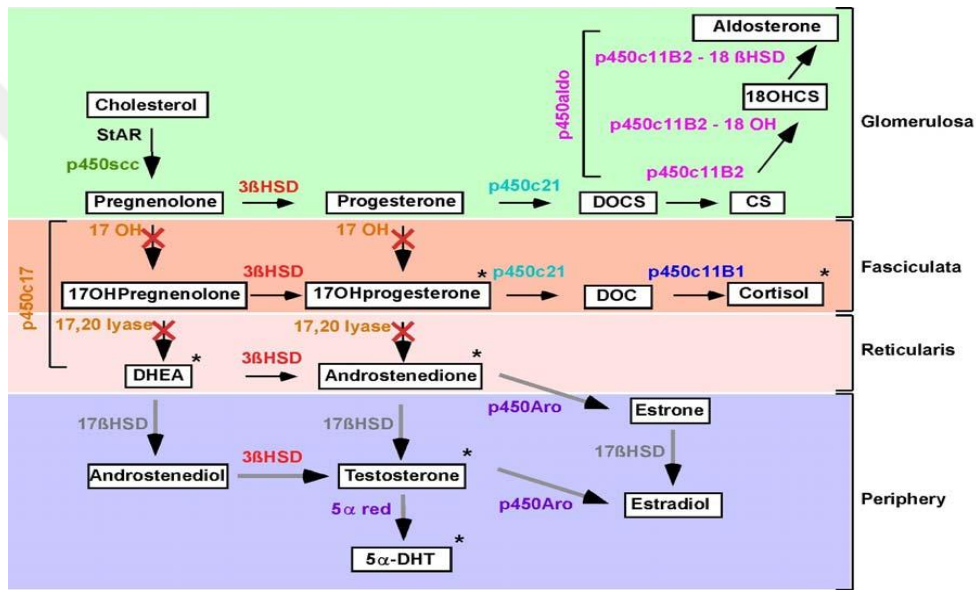 Aldosterone
p450c11B2 - 18 ßHSD
p450aldo
Cholesterol
18OHCS
Glomerulosa
StAR
p450c11B2 - 18 OH
p450scc
3ßHSD
p450c21
p450c11B2
Pregnenolone
Progesterone
DOCS
CS
17 OH
17 OH
3ßHSD
*
p450c21
p450c11B1
*
Fasciculata
p450c17
17OHPregnenolone
17OHprogesterone
DOC
Cortisol
17,20 lyase
17,20 lyase
3ßHSD
*
*
Reticularis
DHEA
Androstenedione
p450Aro
Estrone
17ßHSD
17ßHSD
17ßHSD
3ßHSD
*
Androstenediol
Testosterone
p450Aro
Estradiol
Periphery
5α red
*
5α-DHT